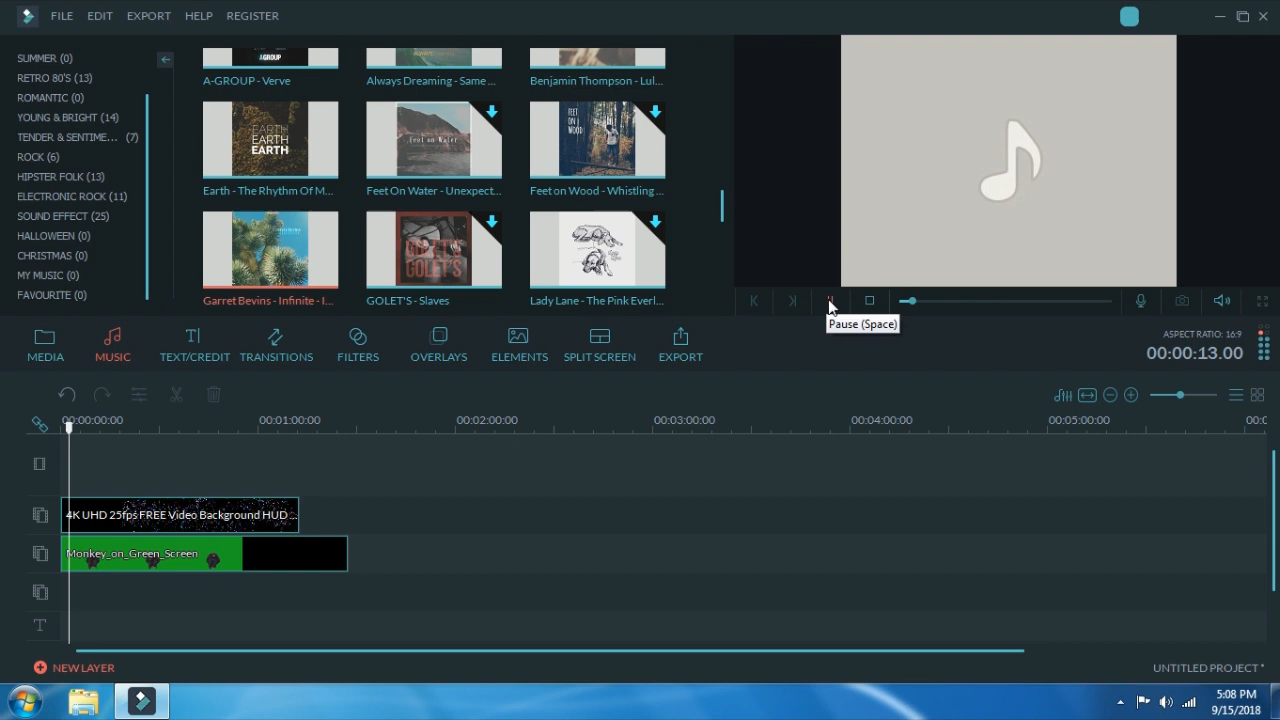 FILE EDIT EXPORT HELP REGISTER
SUMMER (0)
RETRO 80'S (13)
ROMANTIC (0)
YOUNG & BRIGHT (14)
TENDER & SENTIME... (7)
ROCK (6)
HIPSTER FOLK (13)
ELECTRONIC ROCK (11)
SOUND EFFECT (25)
HALLOWEEN (0)
CHRISTMAS (0)
MY MUSIC (0)
FAVOURITE (0)
AGROUP
A-GROUP - Verve
Always Dreaming - Same ...
Benjamin Thompson - Lul...
EARTH
EARTH
EARTH
Feet on Water
FEET
ON
WOOD
Earth - The Rhythm Of M...
Feet On Water - Unexpect...
Feet on Wood - Whistling ...
GOLET'S
Garret Bevins - Infinite - I...
GOLET'S - Slaves
Lady Lane - The Pink Everl...
Pause (Space)
MEDIA MUSIC TEXT/CREDIT TRANSITIONS FILTERS OVERLAYS ELEMENTS SPLIT SCREEN EXPORT
ASPECT RATIO: 16:9
00:00:13.00
00:00:00:00 00:01:00:00 00:02:00:00 00:03:00:00 00:04:00:00 00:05:00:00
4K UHD 25fps FREE Video Background HUD ...
Monkey_on_Green_Screen
T
NEW LAYER
UNTITLED PROJECT *
5:08 PM
9/15/2018